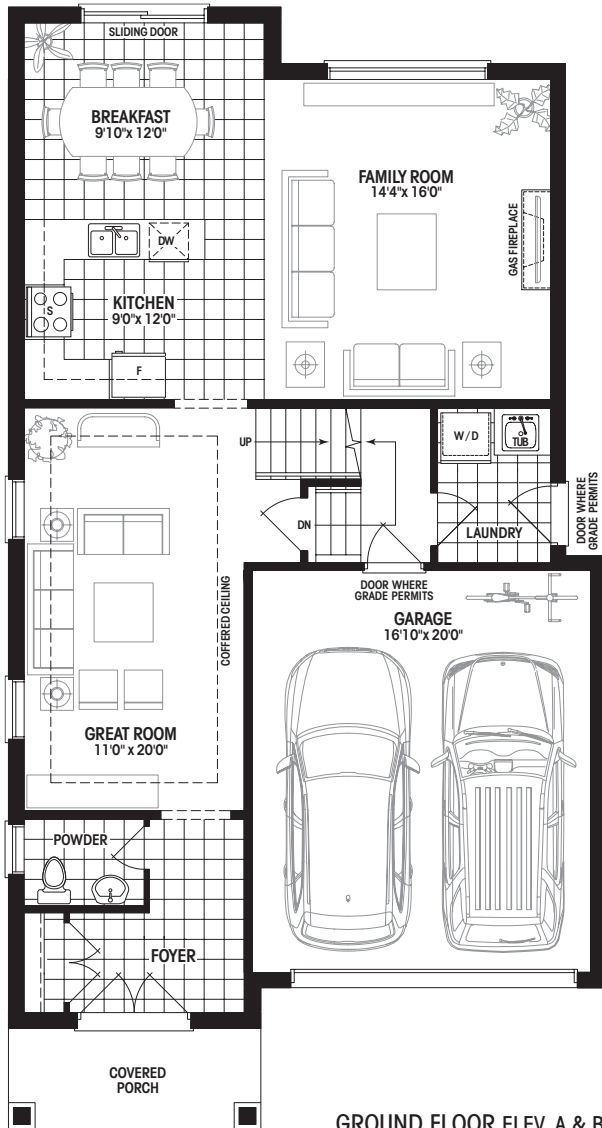 SLIDING DOOR
BREAKFAST
9'10"x 12'0"
FAMILY ROOM
14'4"x 16'0"
GAS FIREPLACE
DW
KITCHEN
9'0"x 12'0"
S
F
UP
W/D
TUB
DN
LAUNDRY
DOOR WHERE
GRADE PERMITS
DOOR WHERE
GRADE PERMITS
GARAGE
16'10"x 20'0"
COFFERED CEILING
GREAT ROOM
11'0" x 20'0"
POWDER
FOYER
COVERED
PORCH
GROUND FLOOR ELEV. A & B